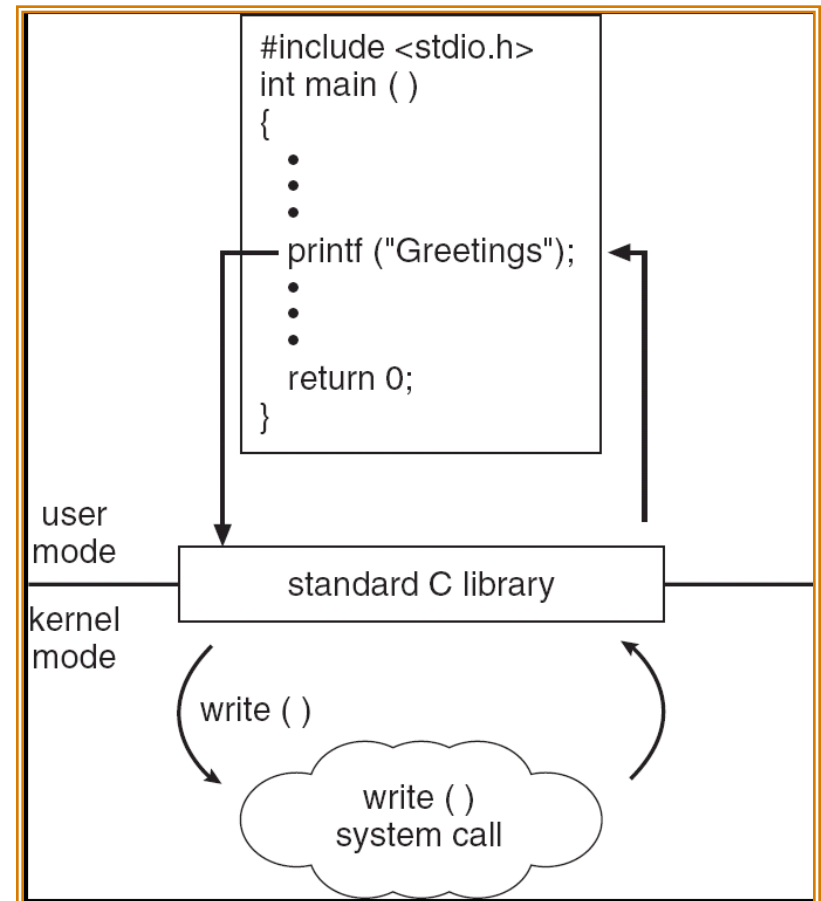 #include <stdio.h>
int main ( )
{
•
•
•
printf ("Greetings");
•
•
•
return 0;
}
user
mode
standard C library
kernel
mode
write ( )
write ( )
system call